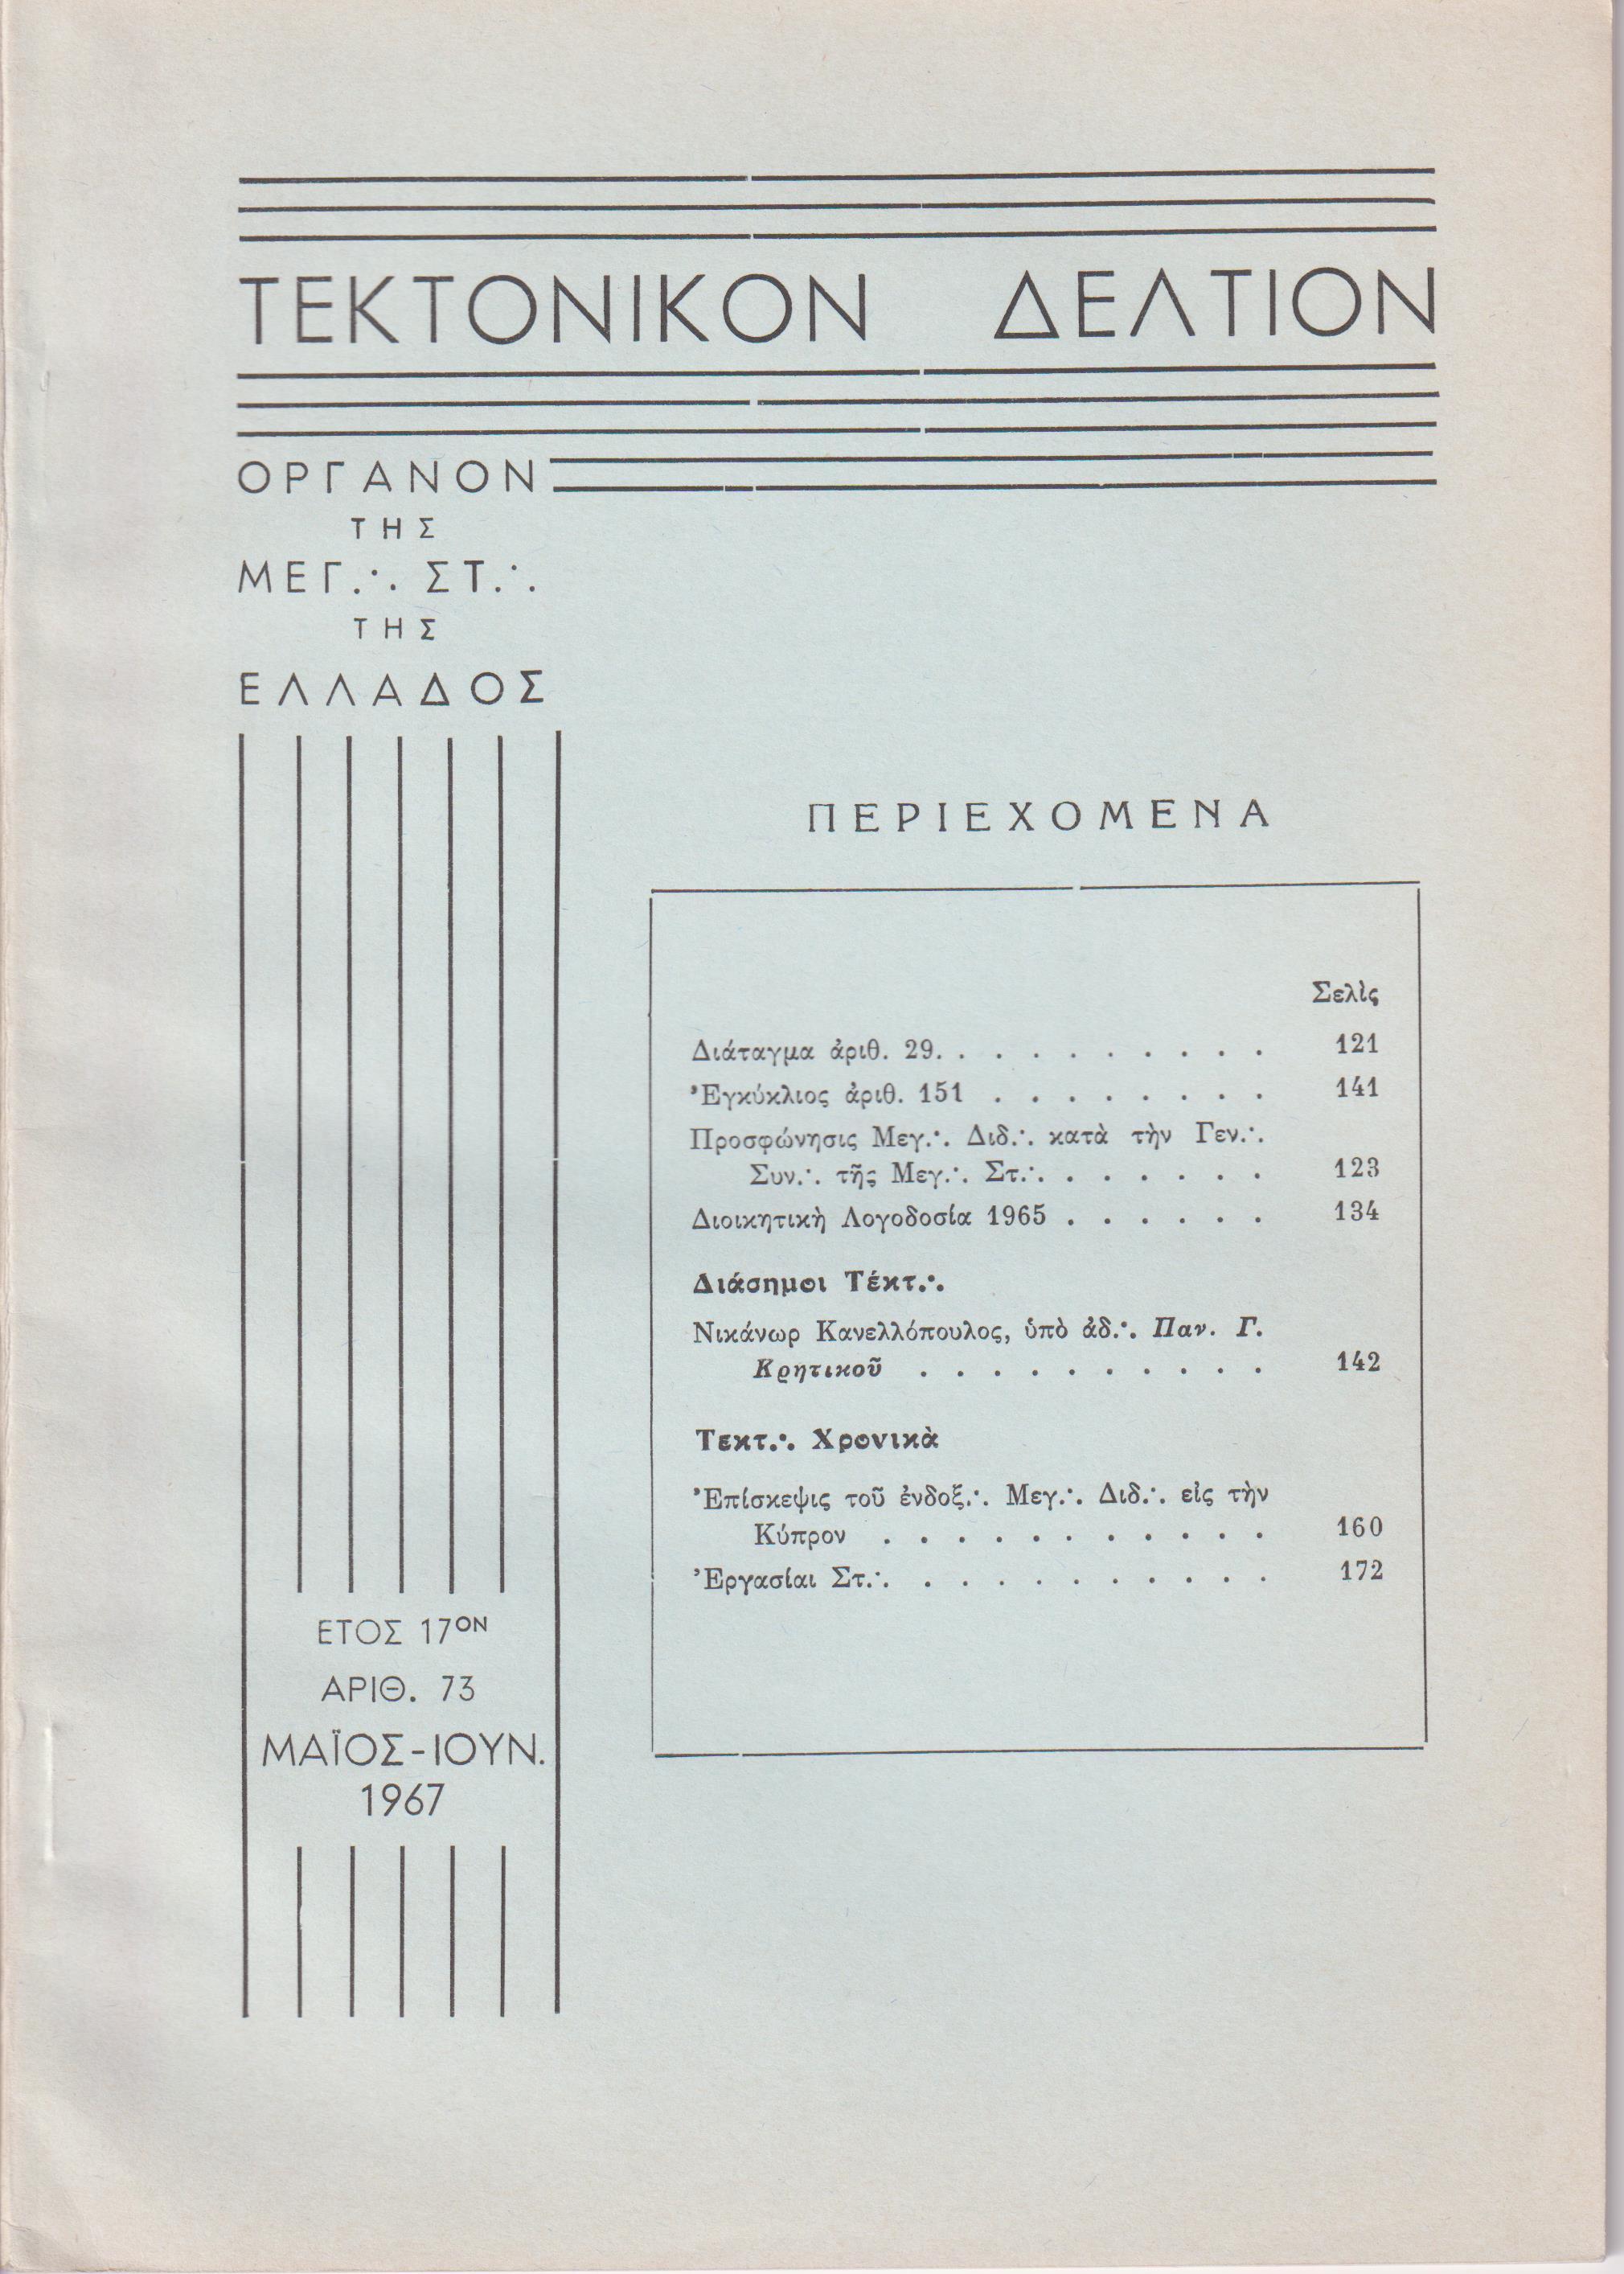 ΤΕΚΤΟΝΙΚΟΝ ΔΕΛΤΙΟΝ
ΟΡΓΑΝΟΝ
ΤΗΣ
ΜΕΓ.·. ΣΤ.·.
ΤΗΣ
ΕΛΛΑΔΟΣ
ΠΕΡΙΕΧΟΜΕΝΑ
Σελὶς
Διάταγμα ἀριθ. 29. . . . . . . . . . 121
Ἐγκύκλιος ἀριθ. 151 . . . . . . . . 141
Προσφώνησις Μεγ.·. Διδ.·. κατὰ τὴν Γεν.·.
Συν.·. τῆς Μεγ.·. Στ.·. . . . . . . 123
Διοικητικὴ Λογοδοσία 1965 . . . . . . 134
Διάσημοι Τέκτ.·.
Νικάνωρ Κανελλόπουλος, ὑπὸ ἀδ.·. Παν. Γ.
Κρητικοῦ . . . . . . . . . . 142
Τεκτ.·. Χρονικὰ
Ἐπίσκεψις τοῦ ἐνδοξ.·. Μεγ.·. Διδ.·. εἰς τὴν
Κύπρον . . . . . . . . . . . 160
Ἐργασίαι Στ.·. . . . . . . . . . . 172
ΕΤΟΣ 17ΟΝ
ΑΡΙΘ. 73
ΜΑΪΟΣ-ΙΟΥΝ.
1967